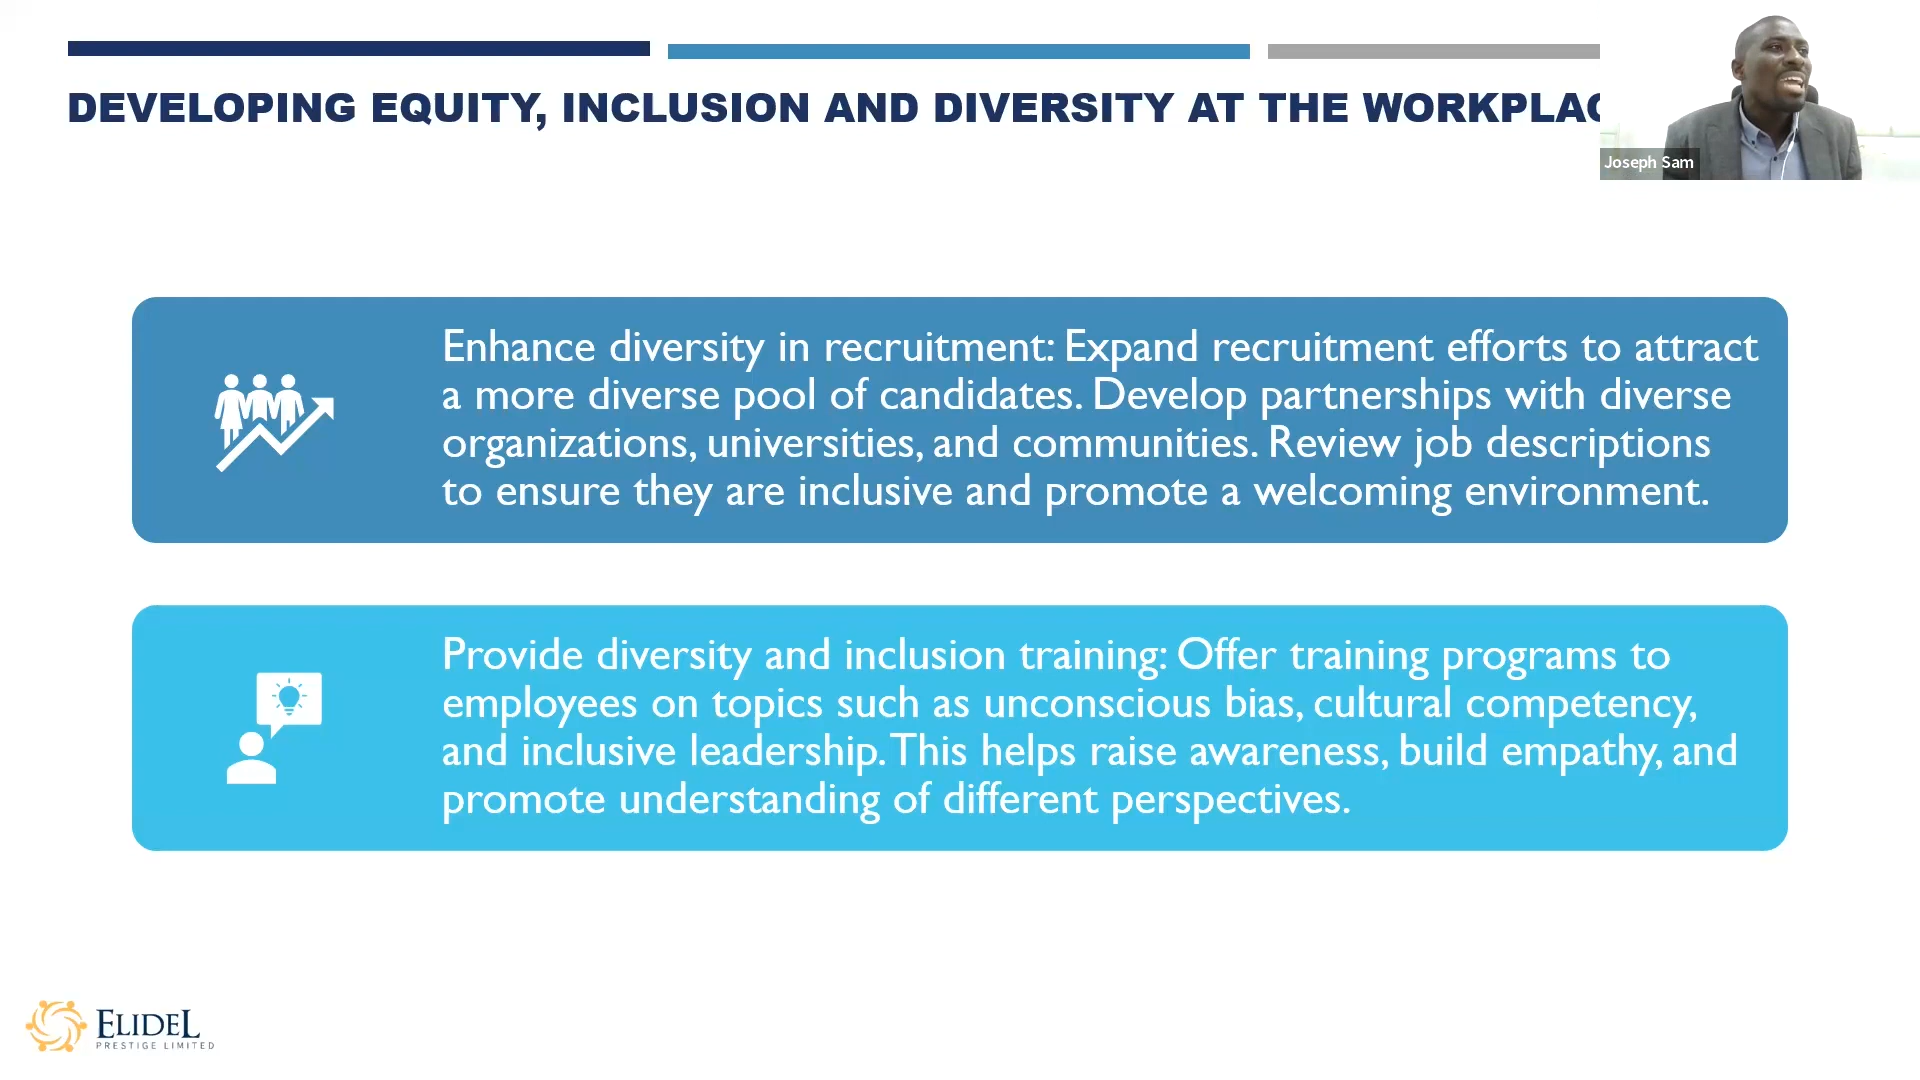 DEVELOPING EQUITY, INCLUSION AND DIVERSITY AT THE WORKPLAC
Joseph Sam
Enhance diversity in recruitment: Expand recruitment efforts to attract
a more diverse pool of candidates. Develop partnerships with diverse
organizations, universities, and communities. Review job descriptions
to ensure they are inclusive and promote a welcoming environment.
Provide diversity and inclusion training: Offer training programs to
employees on topics such as unconscious bias, cultural competency,
and inclusive leadership. This helps raise awareness, build empathy, and
promote understanding of different perspectives.
ELIDEL
PRESTIGE LIMITED